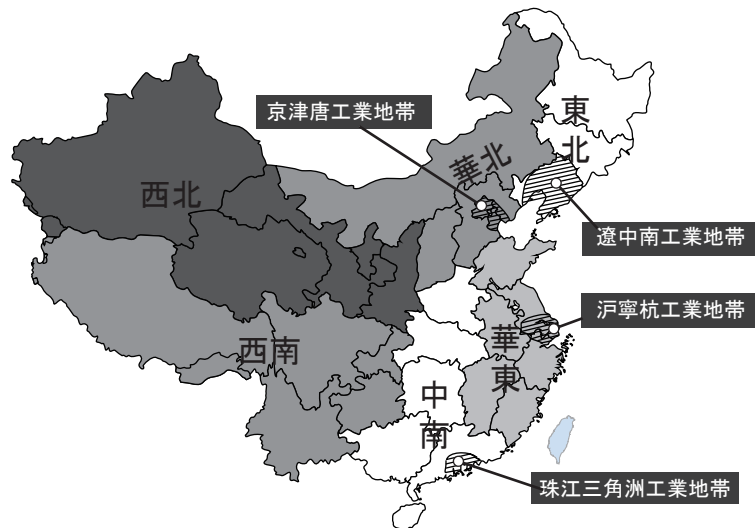 京津唐工業地帯
東北
華北
西北
遼中南工業地帯
沪寧杭工業地帯
華東
西南
中南
珠江三角洲工業地帯